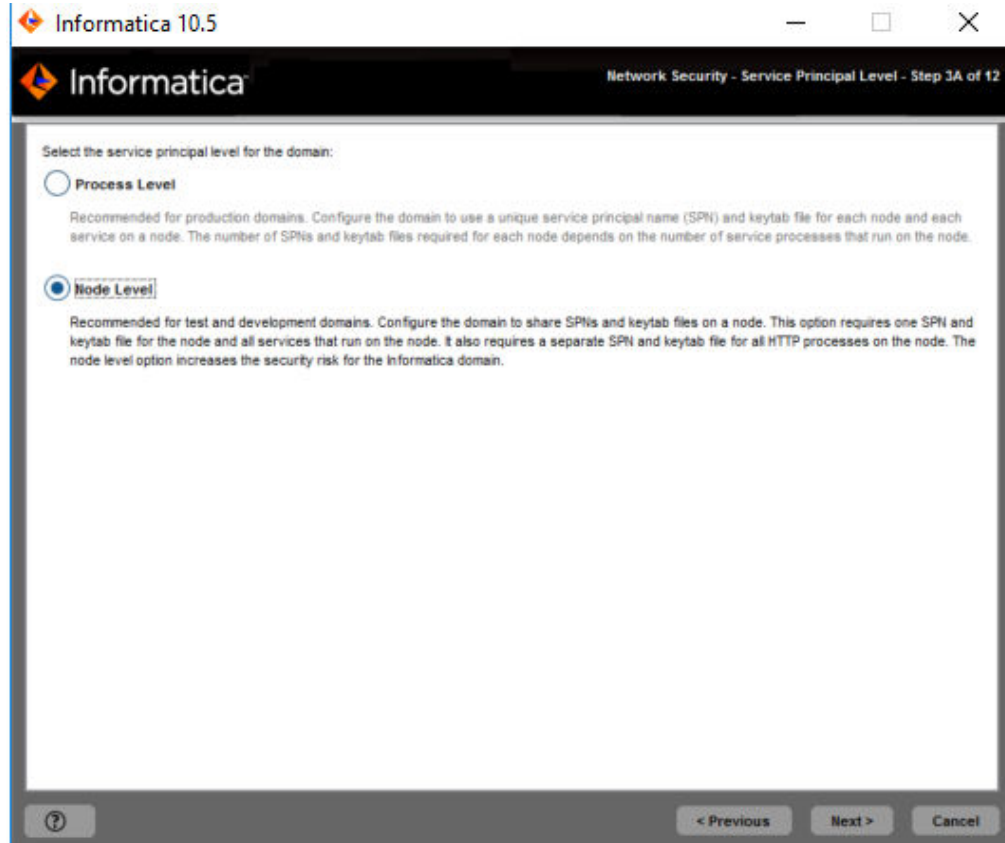 Informatica 10.5
Informatica
Network Security - Service Principal Level - Step 3A of 12
Select the service principal level for the domain:
Process Level
Recommended for production domains. Configure the domain to use a unique service principal name (SPN) and keytab file for each node and each
service on a node. The number of SPNs and keytab files required for each node depends on the number of service processes that run on the node.
Node Level
Recommended for test and development domains. Configure the domain to share SPNs and keytab files on a node. This option requires one SPN and
keytab file for the node and all services that run on the node. It also requires a separate SPN and keytab file for all HTTP processes on the node. The
node level option increases the security risk for the Informatica domain.
?
< Previous
Next >
Cancel